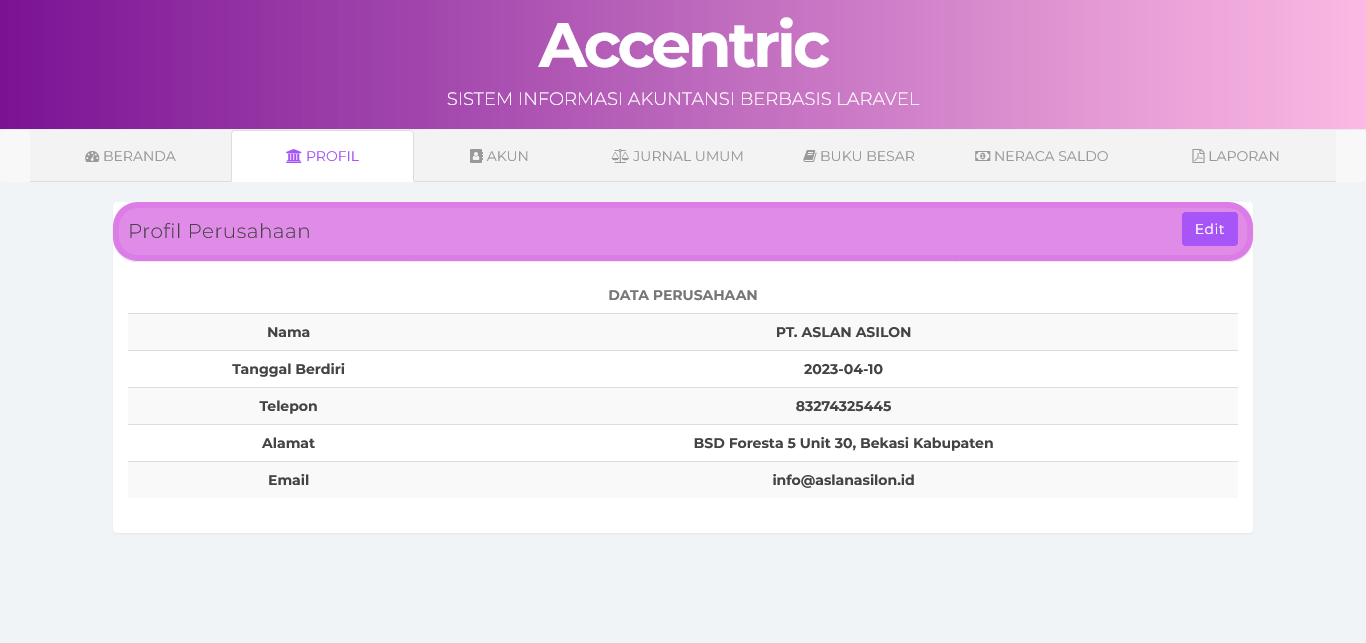 Accentric
SISTEM INFORMASI AKUNTANSI BERBASIS LARAVEL
BERANDA PROFIL AKUN JURNAL UMUM BUKU BESAR NERACA SALDO LAPORAN
Profil Perusahaan Edit
DATA PERUSAHAAN
Nama PT. ASLAN ASILON
Tanggal Berdiri 2023-04-10
Telepon 83274325445
Alamat BSD Foresta 5 Unit 30, Bekasi Kabupaten
Email info@aslanasilon.id